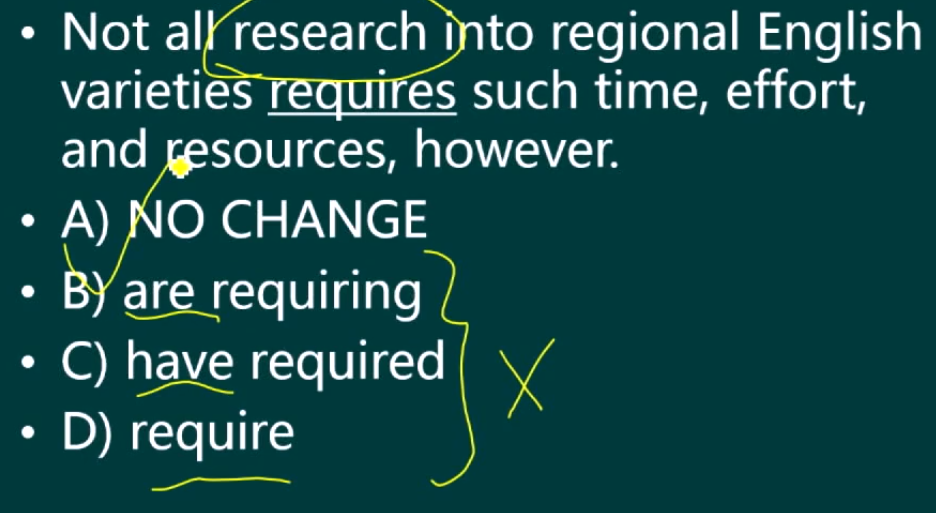 • Not all research into regional English
varieties requires such time, effort,
and resources, however.
• A) NO CHANGE
• B) are requiring
• C) have required
• D) require